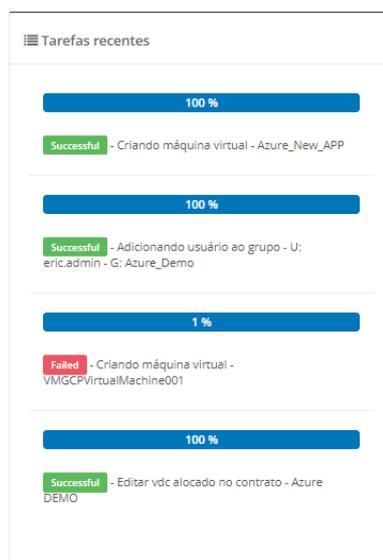 Tarefas recentes
100 %
Successful - Criando máquina virtual - Azure_New_APP
100 %
Successful - Adicionando usuário ao grupo - U:
eric.admin - G: Azure_Demo
1 %
Failed - Criando máquina virtual -
VMGCPVirtualMachine001
100 %
Successful - Editar vdc alocado no contrato - Azure
DEMO